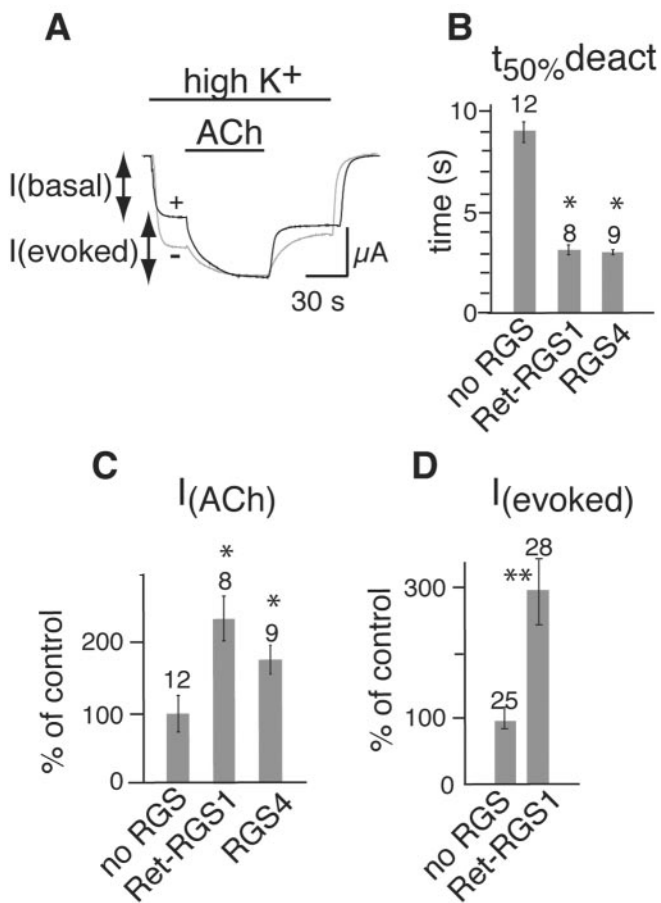 A
high K+
ACh
I(basal)
+
I(evoked)
-
μA
30 s
B
t50%deact
time (s)
10
5
0
12
*
8
*
9
no RGS
Ret-RGS1
RGS4
C
I(ACh)
% of control
200
100
0
12
*
8
*
9
no RGS
Ret-RGS1
RGS4
D
I(evoked)
% of control
300
100
0
25
**
28
no RGS
Ret-RGS1